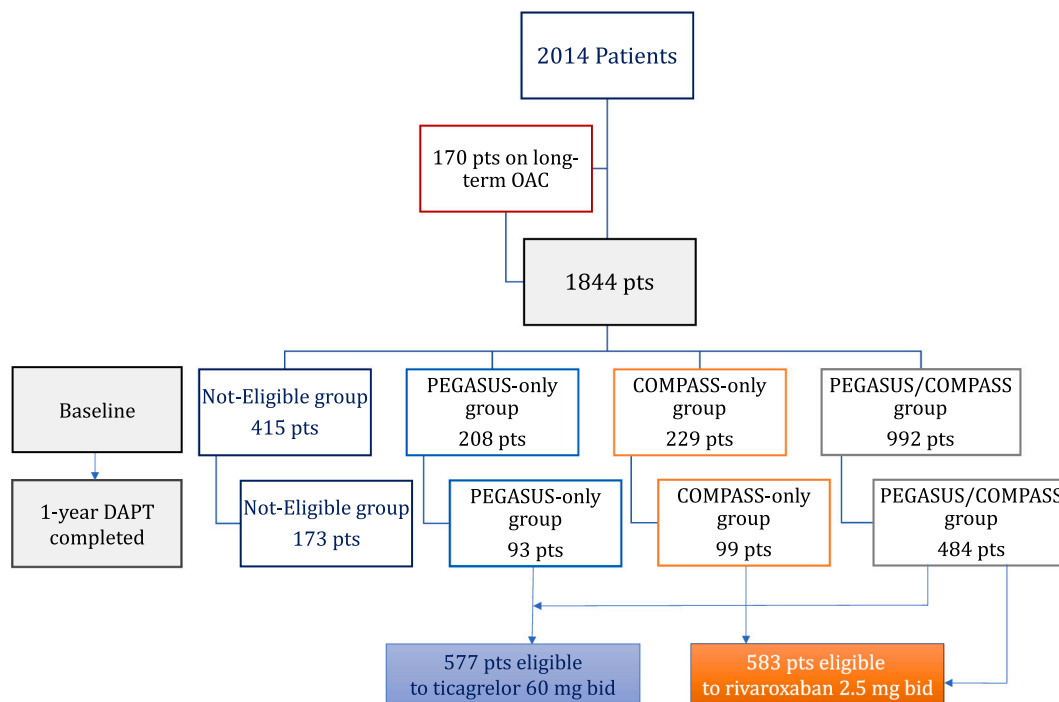 2014 Patients
170 pts on long-
term OAC
1844 pts
Baseline
Not-Eligible group
415 pts
PEGASUS-only
group
208 pts
COMPASS-only
group
229 pts
PEGASUS/COMPASS
group
992 pts
1-year DAPT
completed
Not-Eligible group
173 pts
PEGASUS-only
group
93 pts
COMPASS-only
group
99 pts
PEGASUS/COMPASS
group
484 pts
577 pts eligible
to ticagrelor 60 mg bid
583 pts eligible
to rivaroxaban 2.5 mg bid